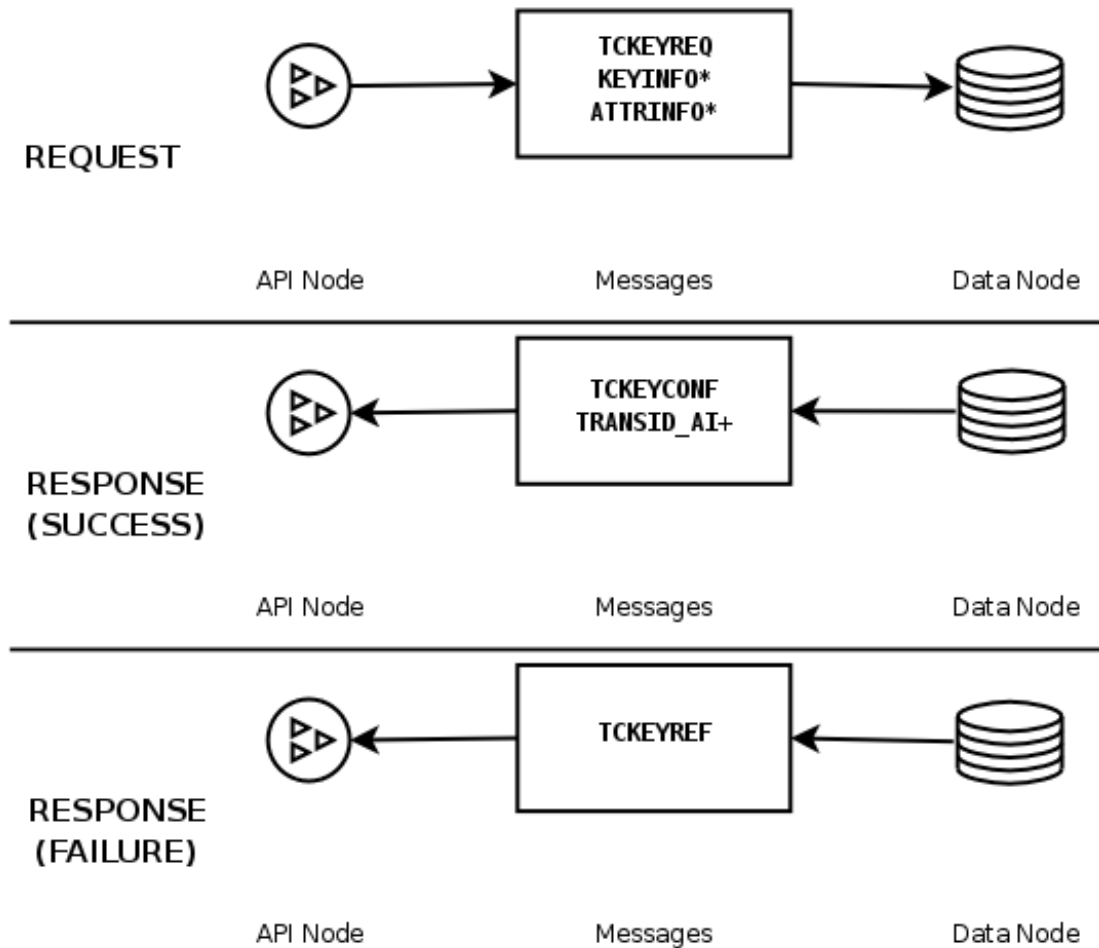 TCKEYREQ
KEYINFO*
ATTRINFO*
REQUEST
API Node
Messages
Data Node
TCKEYCONF
TRANSID_AI+
RESPONSE
(SUCCESS)
API Node
Messages
Data Node
TCKEYREF
RESPONSE
(FAILURE)
API Node
Messages
Data Node